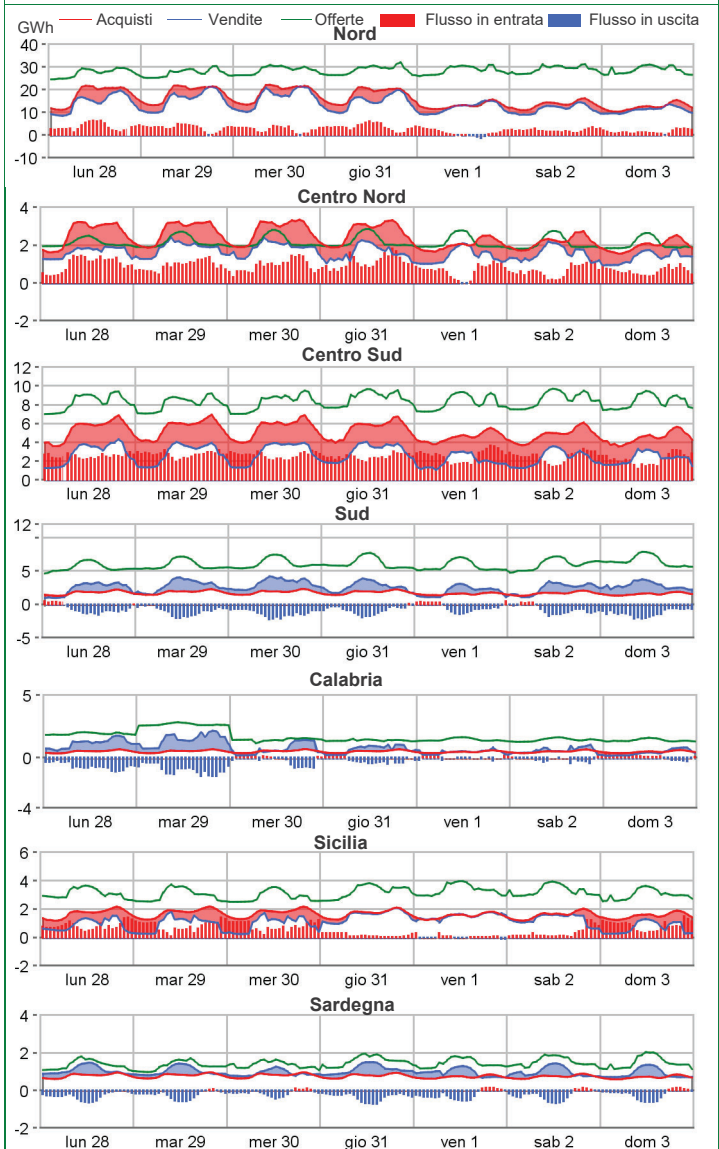 GWh Acquisti Vendite Offerte Flusso in entrata Flusso in uscita
Nord
40
30
20
10
0
-10
lun 28 mar 29 mer 30 gio 31 ven 1 sab 2 dom 3
Centro Nord
4
2
0
-2
lun 28 mar 29 mer 30 gio 31 ven 1 sab 2 dom 3
Centro Sud
12
10
8
6
4
2
0
lun 28 mar 29 mer 30 gio 31 ven 1 sab 2 dom 3
Sud
12
5
0
-5
lun 28 mar 29 mer 30 gio 31 ven 1 sab 2 dom 3
Calabria
5
0
-4
lun 28 mar 29 mer 30 gio 31 ven 1 sab 2 dom 3
Sicilia
6
4
2
0
-2
lun 28 mar 29 mer 30 gio 31 ven 1 sab 2 dom 3
Sardegna
4
2
0
-2
lun 28 mar 29 mer 30 gio 31 ven 1 sab 2 dom 3